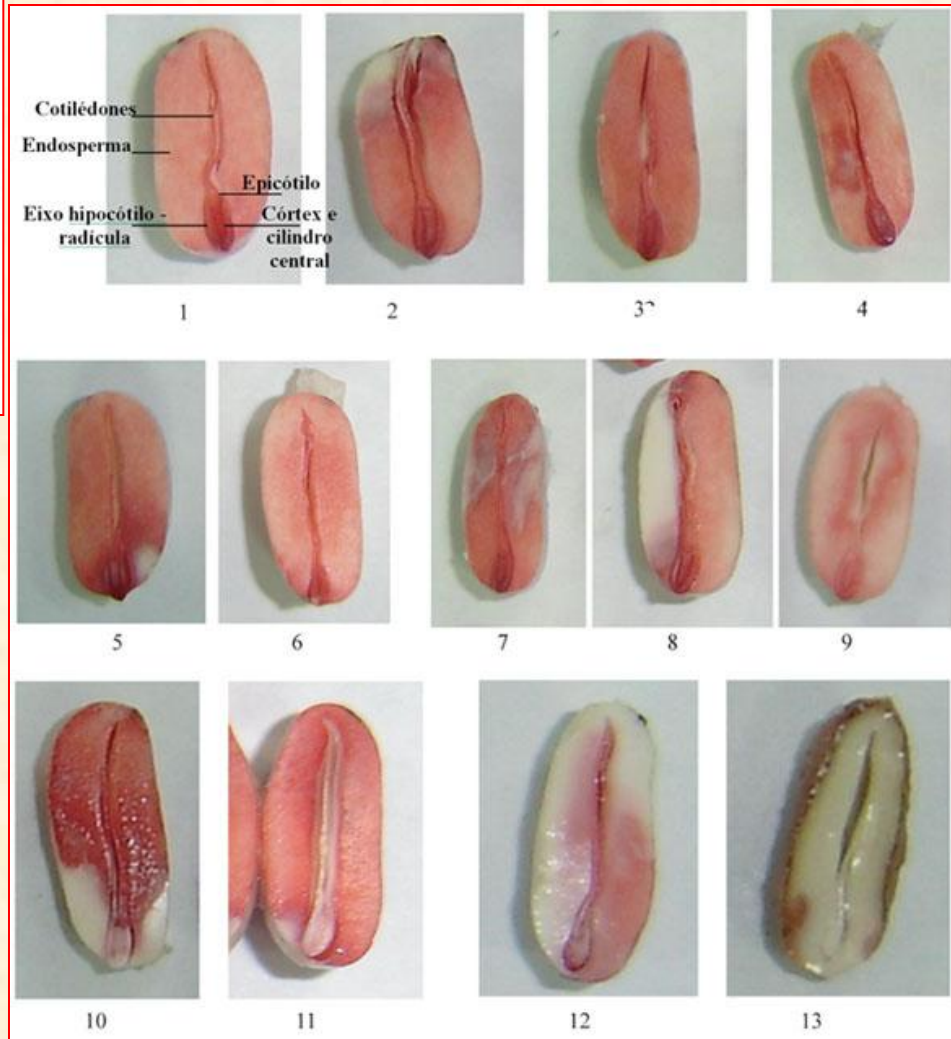 Cotilédones
Endosperma
Epicótilo
Eixo hipocótilo -
radícula
Córtex e
cilindro
central
1
2
3
4
5
6
7
8
9
10
11
12
13